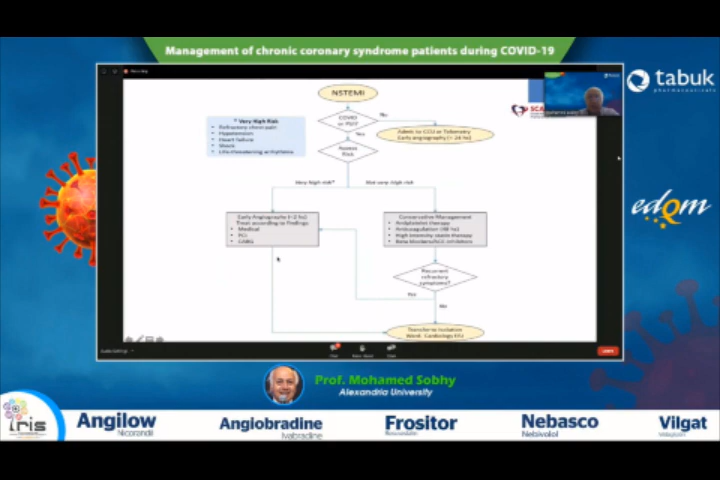 Management of chronic coronary syndrome patients during COVID-19
tabuk
pharmaceuticals
NSTEMI
SCA
* Very High Risk
• Refractory chest pain
• Hypotension
• Heart failure
• Shock
• Life-threatening arrhythmia
COVID
or PUI?
No
Admit to CCU or Telemetry
Early angiography (< 24 hs)
Yes
Assess
Risk
Very high risk*
Not very-high risk
Early Angiography (<2 hs)
Treat according to findings
• Medical
• PCI
• CABG
Conservative Management
• Antiplatelet therapy
• Anticoagulation (48 hs)
• High intensity statin therapy
• Beta blockers/ACE inhibitors
edom
Recurrent
refractory
symptoms?
Yes
No
Transfer to Isolation
Ward, Cardiology F/U
Prof. Mohamed Sobhy
Alexandria University
iris
Angilow
Nicorandil
Angiobradine
Ivabradine
Frositor
Rosuvastatin
Nebasco
Nebivolol
Vilgat